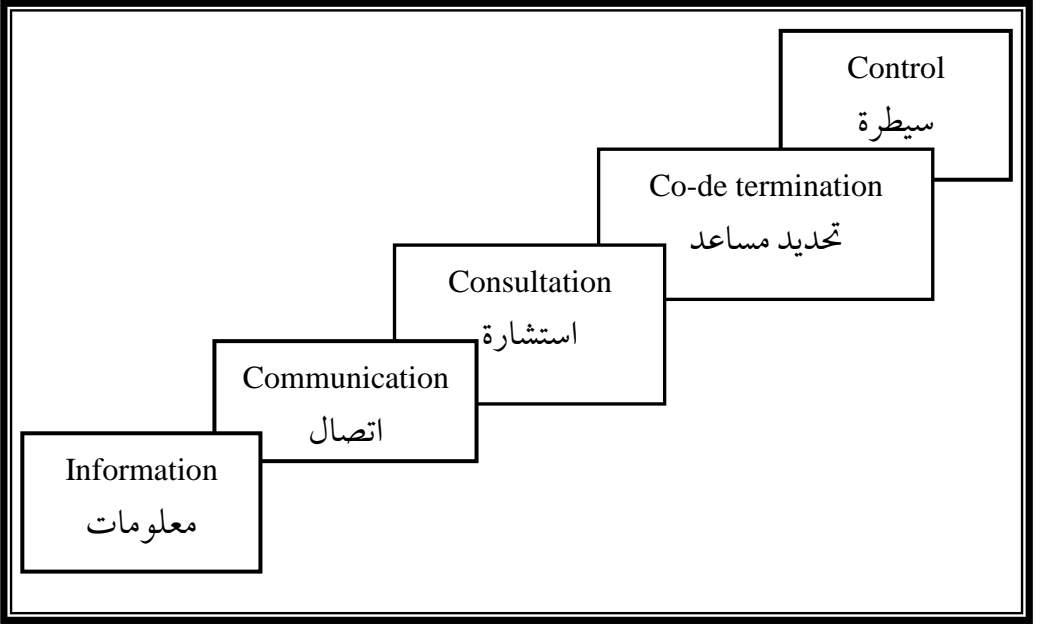 Control
سيطرة
Co-de termination
تحديد مساعد
Consultation
استشارة
Communication
اتصال
Information
معلومات